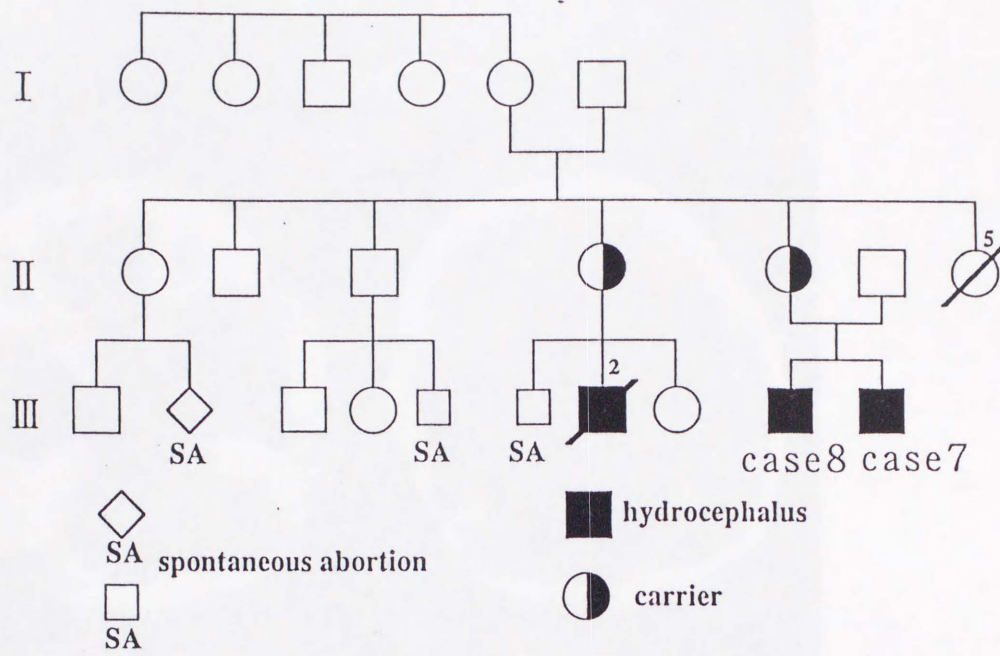 I
II
5
III
2
SA
SA
SA
case8 case7
SA
spontaneous abortion
SA
hydrocephalus
carrier